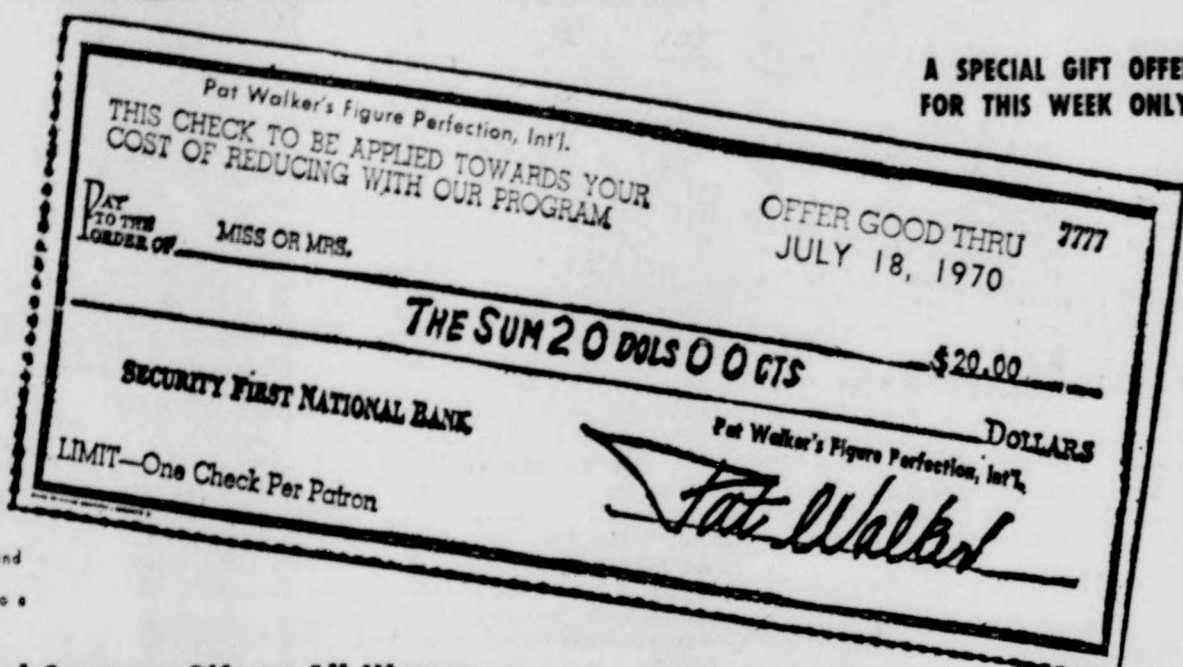 A SPECIAL GIFT OFFE
FOR THIS WEEK ONLY
Pat Walker's Figure Perfection, Int'l.
THIS CHECK TO BE APPLIED TOWARDS YOUR
COST OF REDUCING WITH OUR PROGRAM
OFFER GOOD THRU 7777
JULY 18, 1970
PAY
TO THE
ORDER OF MISS OR MRS.
THE SUM 20 DOLS 00 CTS $20.00
DOLLARS
SECURITY FIRST NATIONAL BANK
Pat Walker's Figure Perfection, Int'l.
LIMIT—One Check Per Patron
Pat Walker
nd